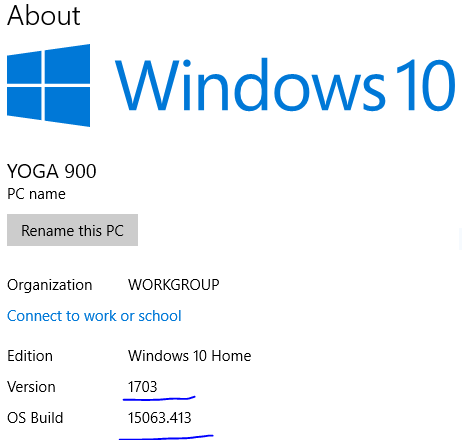 About
Windows 10
YOGA 900
PC name
Rename this PC
Organization WORKGROUP
Connect to work or school
Edition Windows 10 Home
Version 1703
OS Build 15063.413